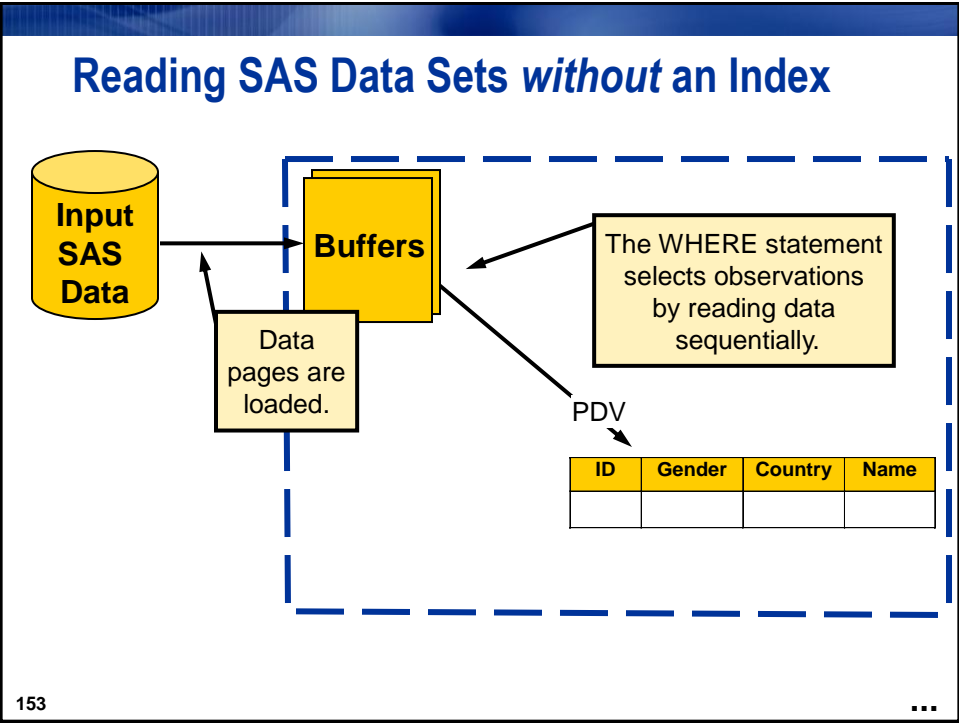 Reading SAS Data Sets without an Index
Input
SAS
Data
Buffers
The WHERE statement
selects observations
by reading data
sequentially.
Data
pages are
loaded.
PDV
ID Gender Country Name
153
...